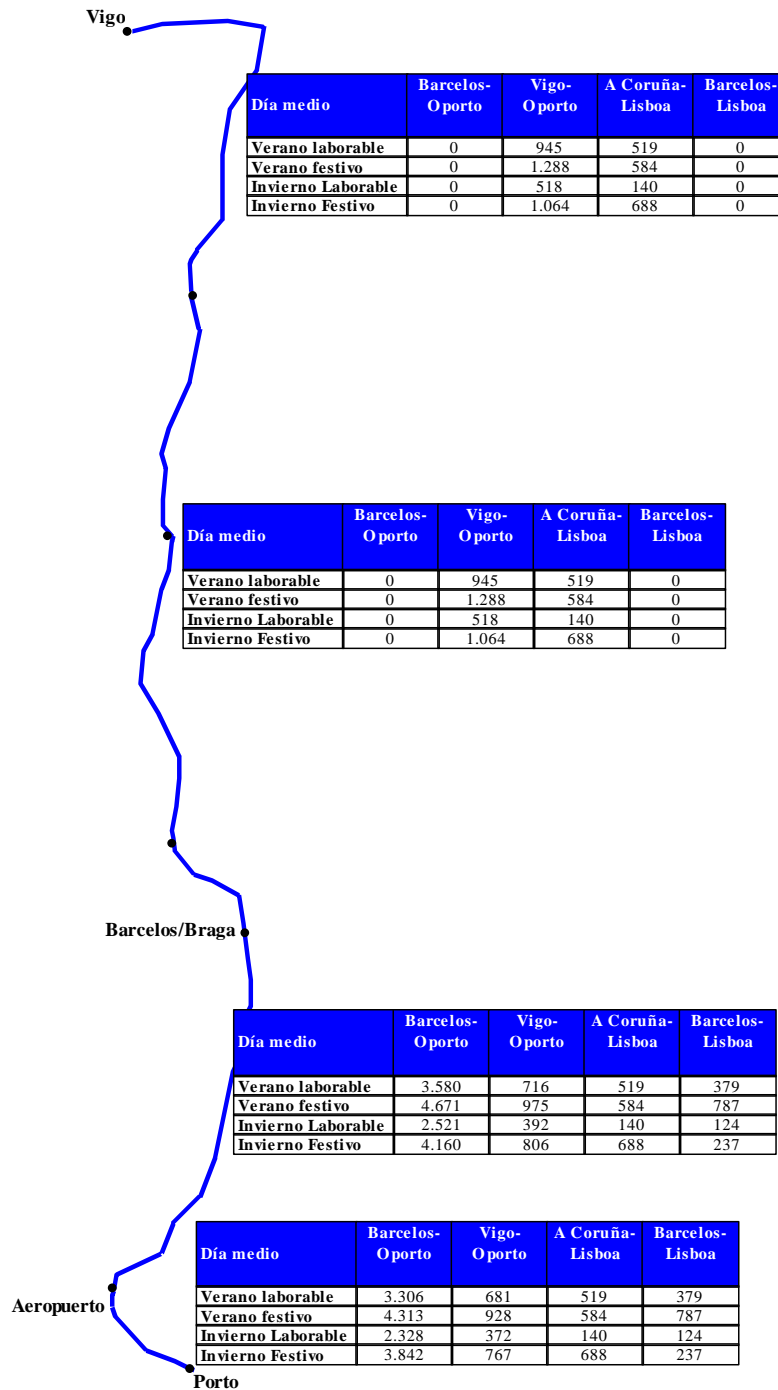 Vigo
Día medio Barcelos-Oporto Vigo-Oporto A Coruña-Lisboa Barcelos-Lisboa
Verano laborable 0 945 519 0
Verano festivo 0 1.288 584 0
Invierno Laborable 0 518 140 0
Invierno Festivo 0 1.064 688 0
Día medio Barcelos-Oporto Vigo-Oporto A Coruña-Lisboa Barcelos-Lisboa
Verano laborable 0 945 519 0
Verano festivo 0 1.288 584 0
Invierno Laborable 0 518 140 0
Invierno Festivo 0 1.064 688 0
Barcelos/Braga
Día medio Barcelos-Oporto Vigo-Oporto A Coruña-Lisboa Barcelos-Lisboa
Verano laborable 3.580 716 519 379
Verano festivo 4.671 975 584 787
Invierno Laborable 2.521 392 140 124
Invierno Festivo 4.160 806 688 237
Día medio Barcelos-Oporto Vigo-Oporto A Coruña-Lisboa Barcelos-Lisboa
Verano laborable 3.306 681 519 379
Verano festivo 4.313 928 584 787
Invierno Laborable 2.328 372 140 124
Invierno Festivo 3.842 767 688 237
Aeropuerto
Porto